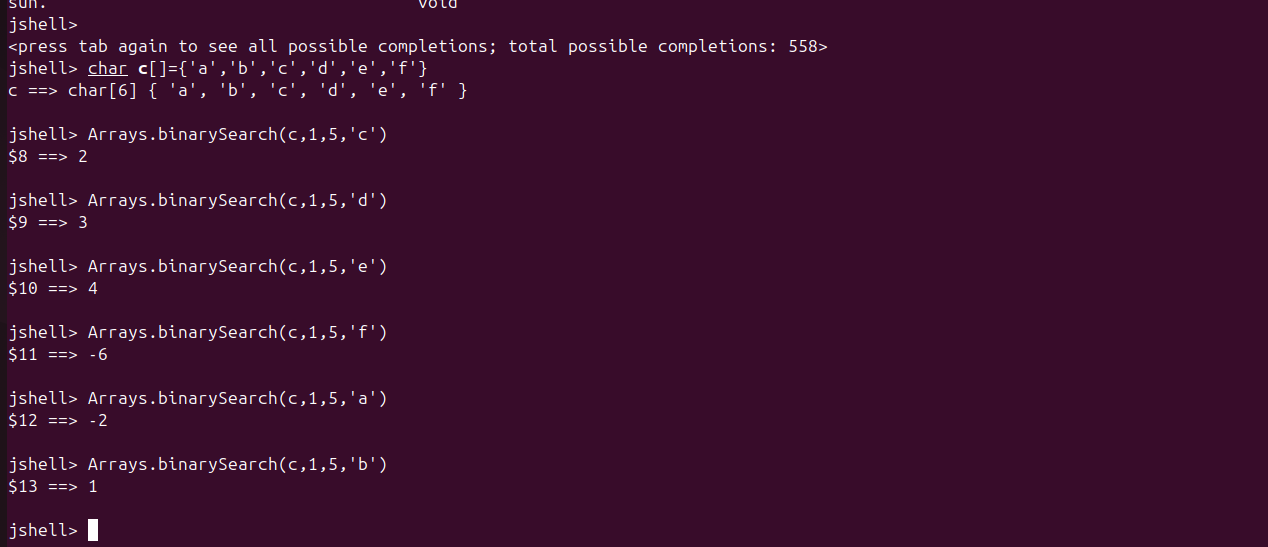 sun.                                     void
jshell>
<press tab again to see all possible completions; total possible completions: 558>
jshell> char c[]={'a','b','c','d','e','f'}
c ==> char[6] { 'a', 'b', 'c', 'd', 'e', 'f' }
jshell> Arrays.binarySearch(c,1,5,'c')
$8 ==> 2
jshell> Arrays.binarySearch(c,1,5,'d')
$9 ==> 3
jshell> Arrays.binarySearch(c,1,5,'e')
$10 ==> 4
jshell> Arrays.binarySearch(c,1,5,'f')
$11 ==> -6
jshell> Arrays.binarySearch(c,1,5,'a')
$12 ==> -2
jshell> Arrays.binarySearch(c,1,5,'b')
$13 ==> 1
jshell>